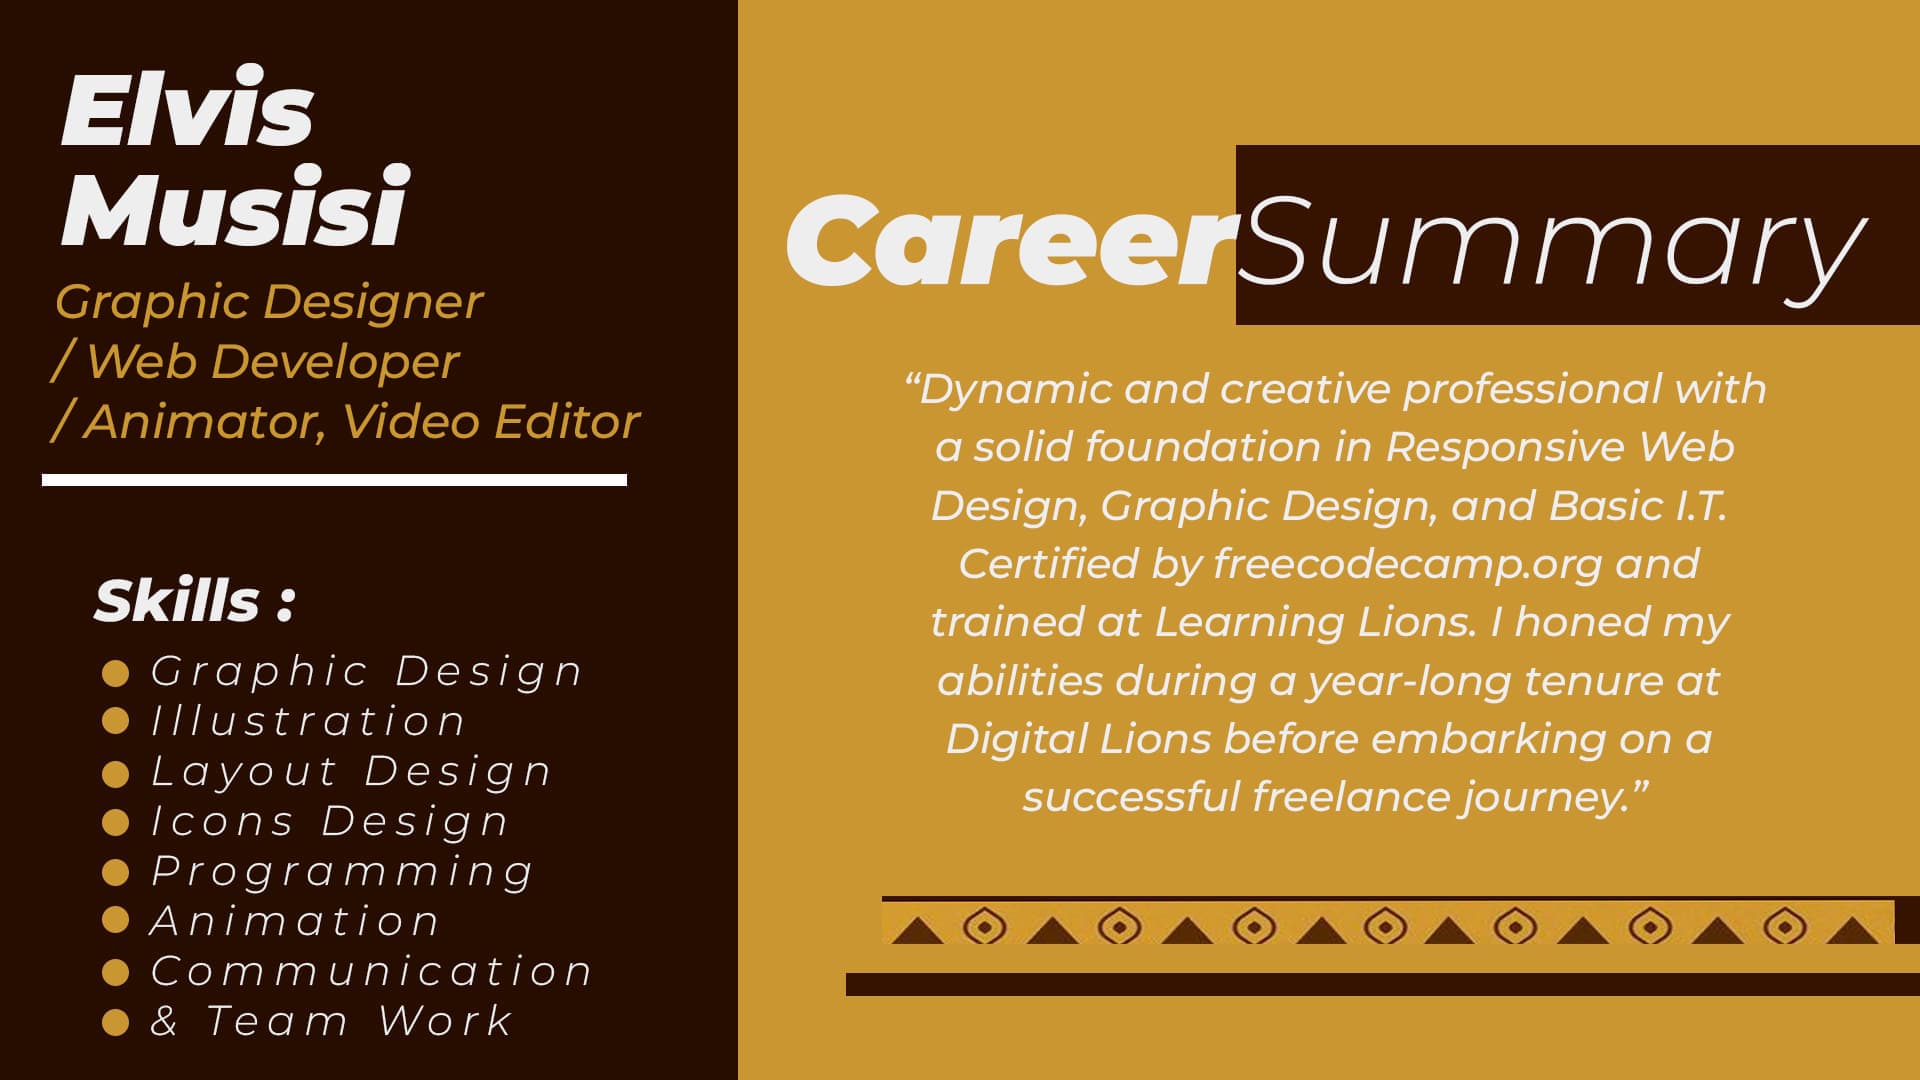 Elvis
Musisi
Graphic Designer
/ Web Developer
/ Animator, Video Editor
Skills :
Graphic Design
Illustration
Layout Design
Icons Design
Programming
Animation
Communication
& Team Work
CareerSummary
“Dynamic and creative professional with
a solid foundation in Responsive Web
Design, Graphic Design, and Basic I.T.
Certified by freecodecamp.org and
trained at Learning Lions. I honed my
abilities during a year-long tenure at
Digital Lions before embarking on a
successful freelance journey.”